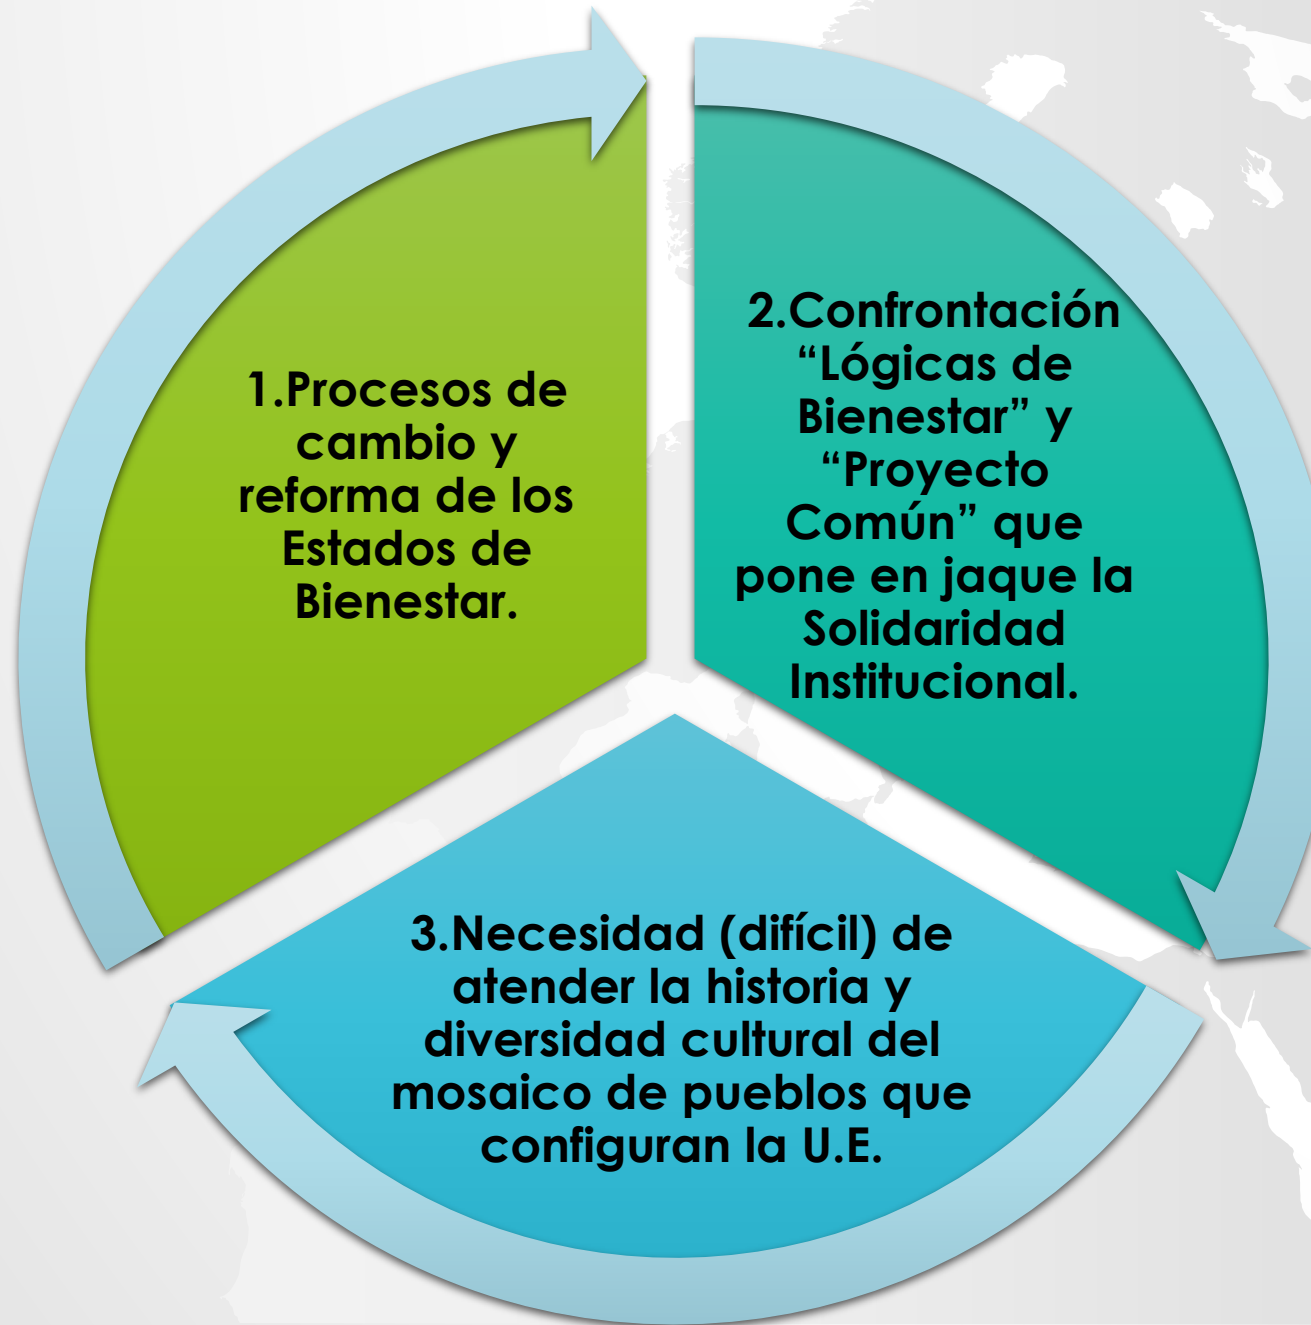 1.Procesos de
cambio y
reforma de los
Estados de
Bienestar.
2.Confrontación
“Lógicas de
Bienestar” y
“Proyecto
Común” que
pone en jaque la
Solidaridad
Institucional.
3.Necesidad (difícil) de
atender la historia y
diversidad cultural del
mosaico de pueblos que
configuran la U.E.